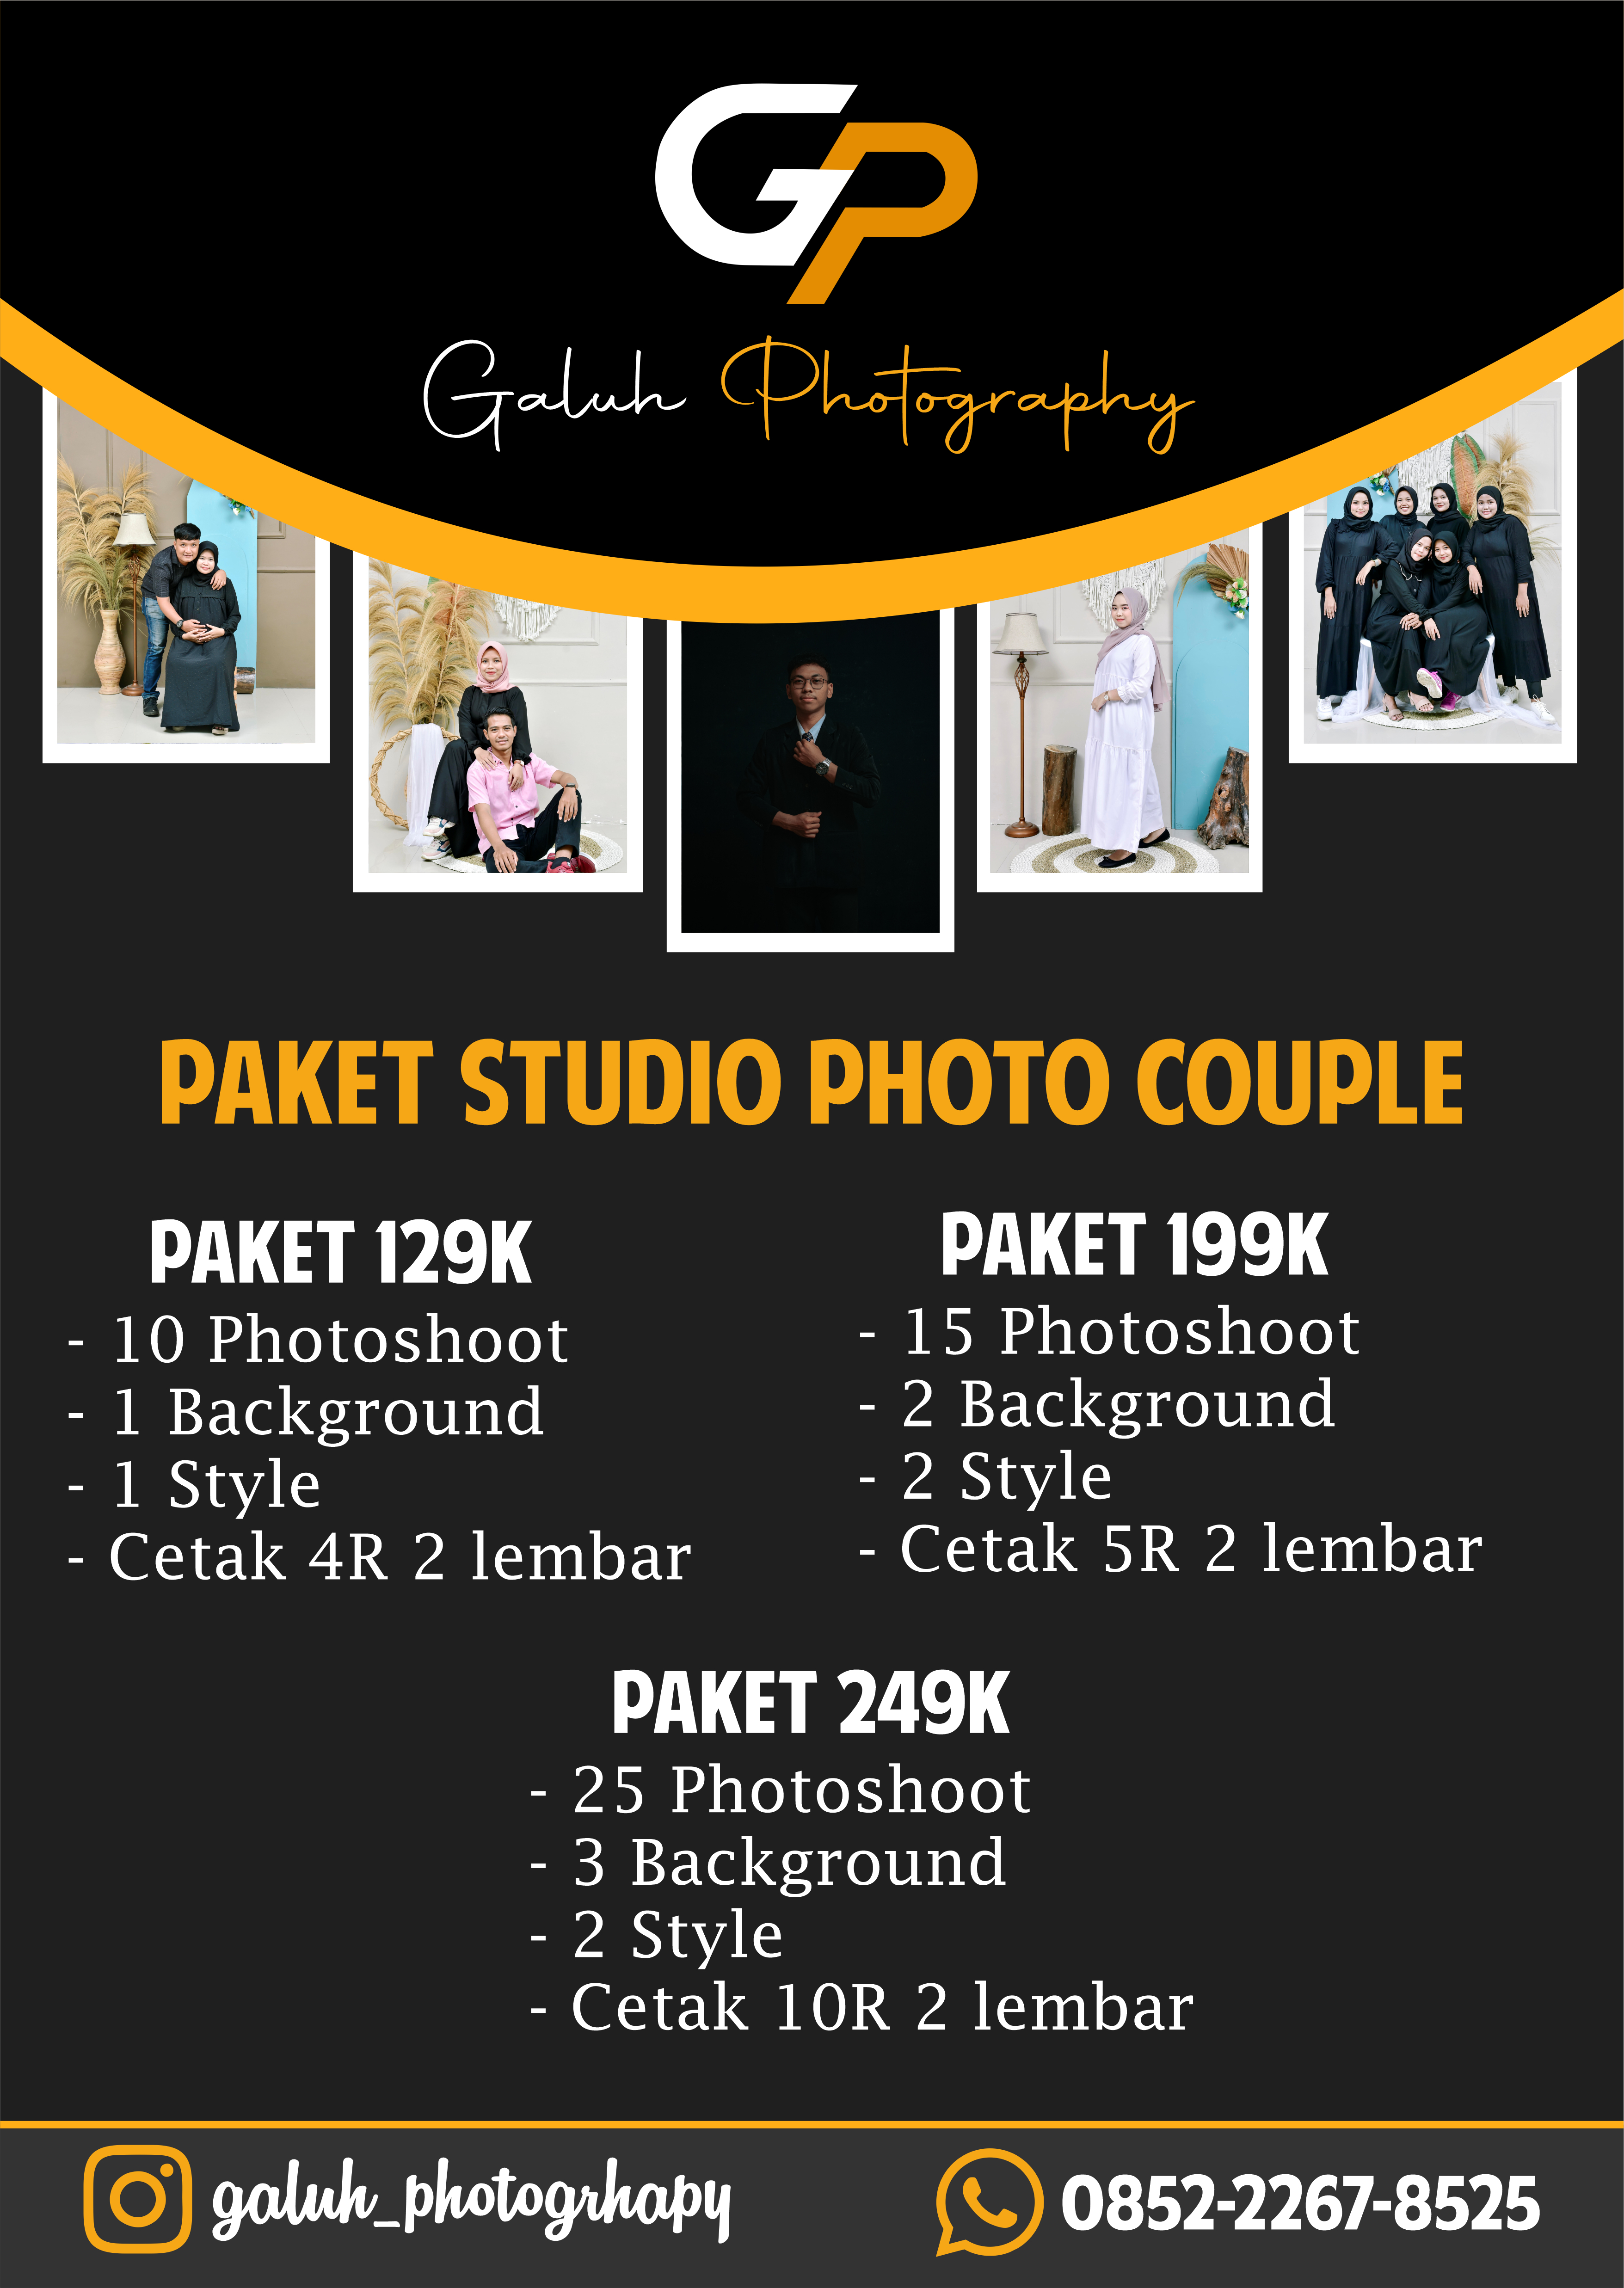 GP
Galuh Photography
PAKET STUDIO PHOTO COUPLE
PAKET 129K
- 10 Photoshoot
- 1 Background
- 1 Style
- Cetak 4R 2 lembar
PAKET 199K
- 15 Photoshoot
- 2 Background
- 2 Style
- Cetak 5R 2 lembar
PAKET 249K
- 25 Photoshoot
- 3 Background
- 2 Style
- Cetak 10R 2 lembar
galuh_photogrhapy
0852-2267-8525